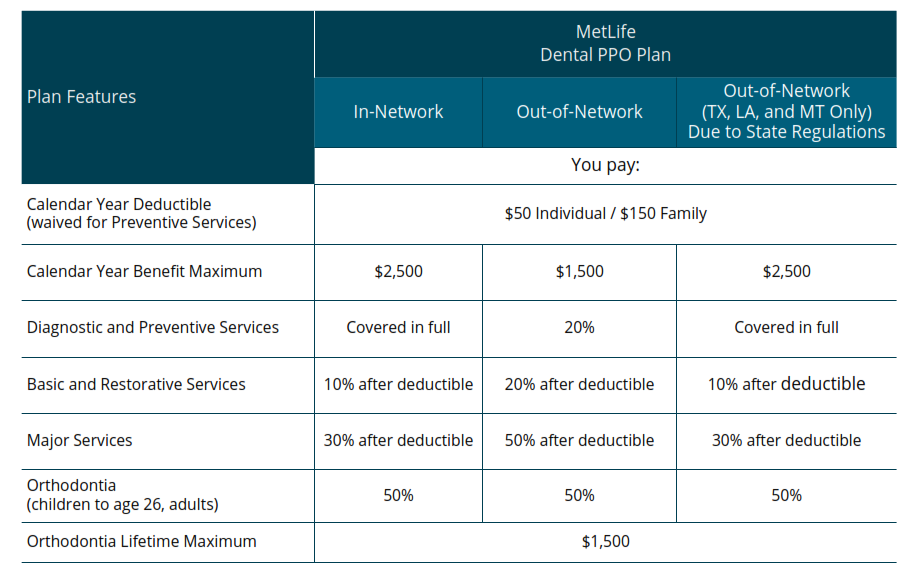 MetLife
Dental PPO Plan
Plan Features
In-Network
Out-of-Network
Out-of-Network
(TX, LA, and MT Only)
Due to State Regulations
You pay:
Calendar Year Deductible
(waived for Preventive Services)
$50 Individual / $150 Family
Calendar Year Benefit Maximum
$2,500
$1,500
$2,500
Diagnostic and Preventive Services
Covered in full
20%
Covered in full
Basic and Restorative Services
10% after deductible
20% after deductible
10% after deductible
Major Services
30% after deductible
50% after deductible
30% after deductible
Orthodontia
(children to age 26, adults)
50%
50%
50%
Orthodontia Lifetime Maximum
$1,500